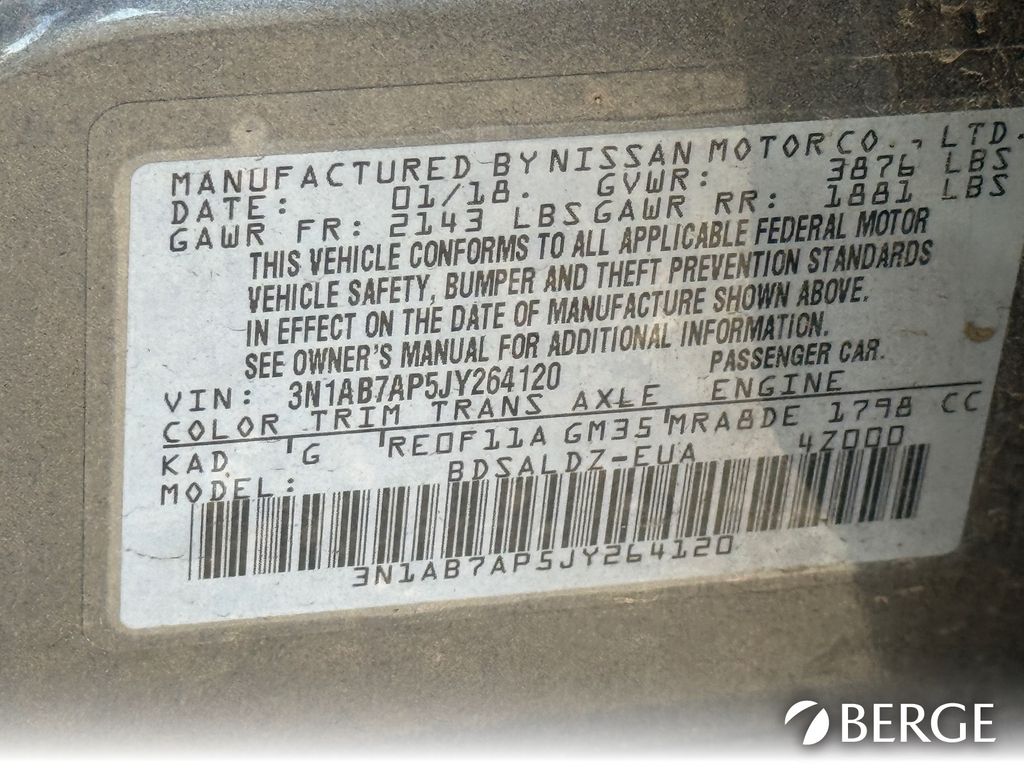 MANUFACTURED BY NISSAN MOTOR CO., LTD.
DATE: 01/18. GVWR: 3876 LBS
GAWR FR: 2143 LBS GAWR RR: 1881 LBS
THIS VEHICLE CONFORMS TO ALL APPLICABLE FEDERAL MOTOR
VEHICLE SAFETY, BUMPER AND THEFT PREVENTION STANDARDS
IN EFFECT ON THE DATE OF MANUFACTURE SHOWN ABOVE.
SEE OWNER'S MANUAL FOR ADDITIONAL INFORMATION.
VIN: 3N1AB7AP5JY264120 PASSENGER CAR.
COLOR TRIM TRANS AXLE ENGINE
KAD G RE0F11A GM35 MRA8DE 1798 CC
MODEL: BDSALDZ-EUA 4Z000
3N1AB7AP5JY264120
BERGE